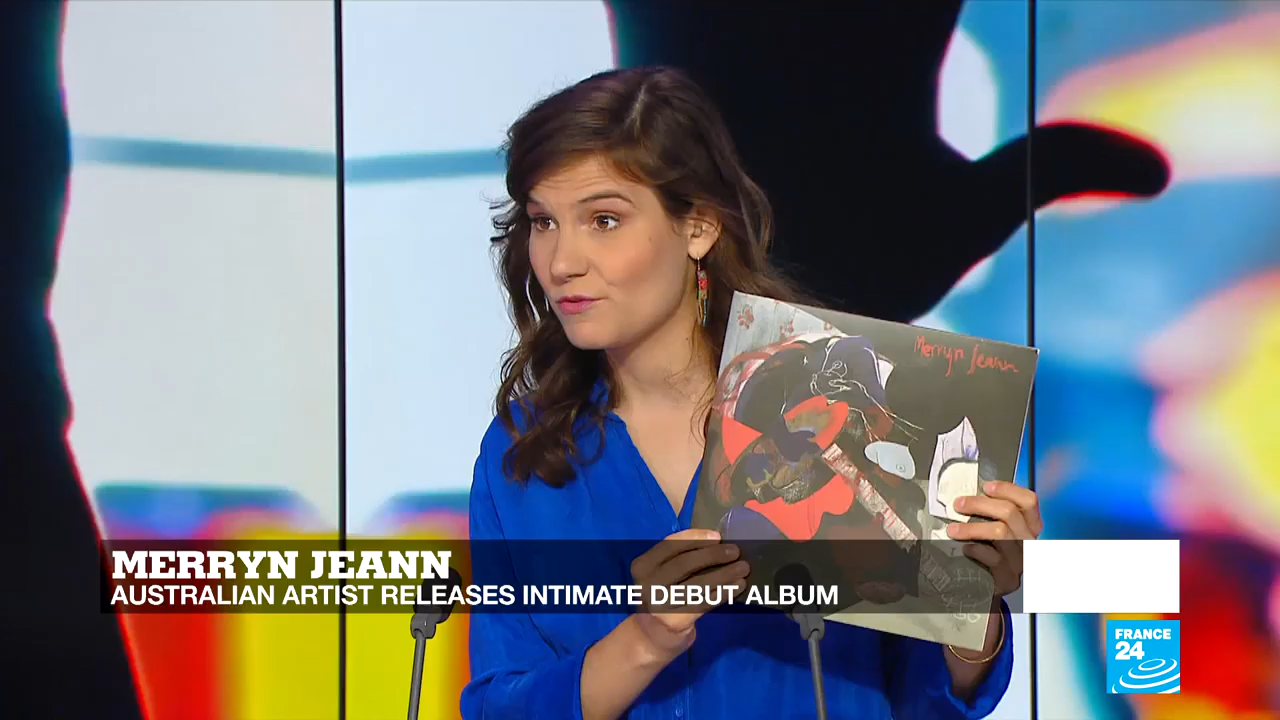 Merryn Jeann
MERRYN JEANN
AUSTRALIAN ARTIST RELEASES INTIMATE DEBUT ALBUM
FRANCE
24